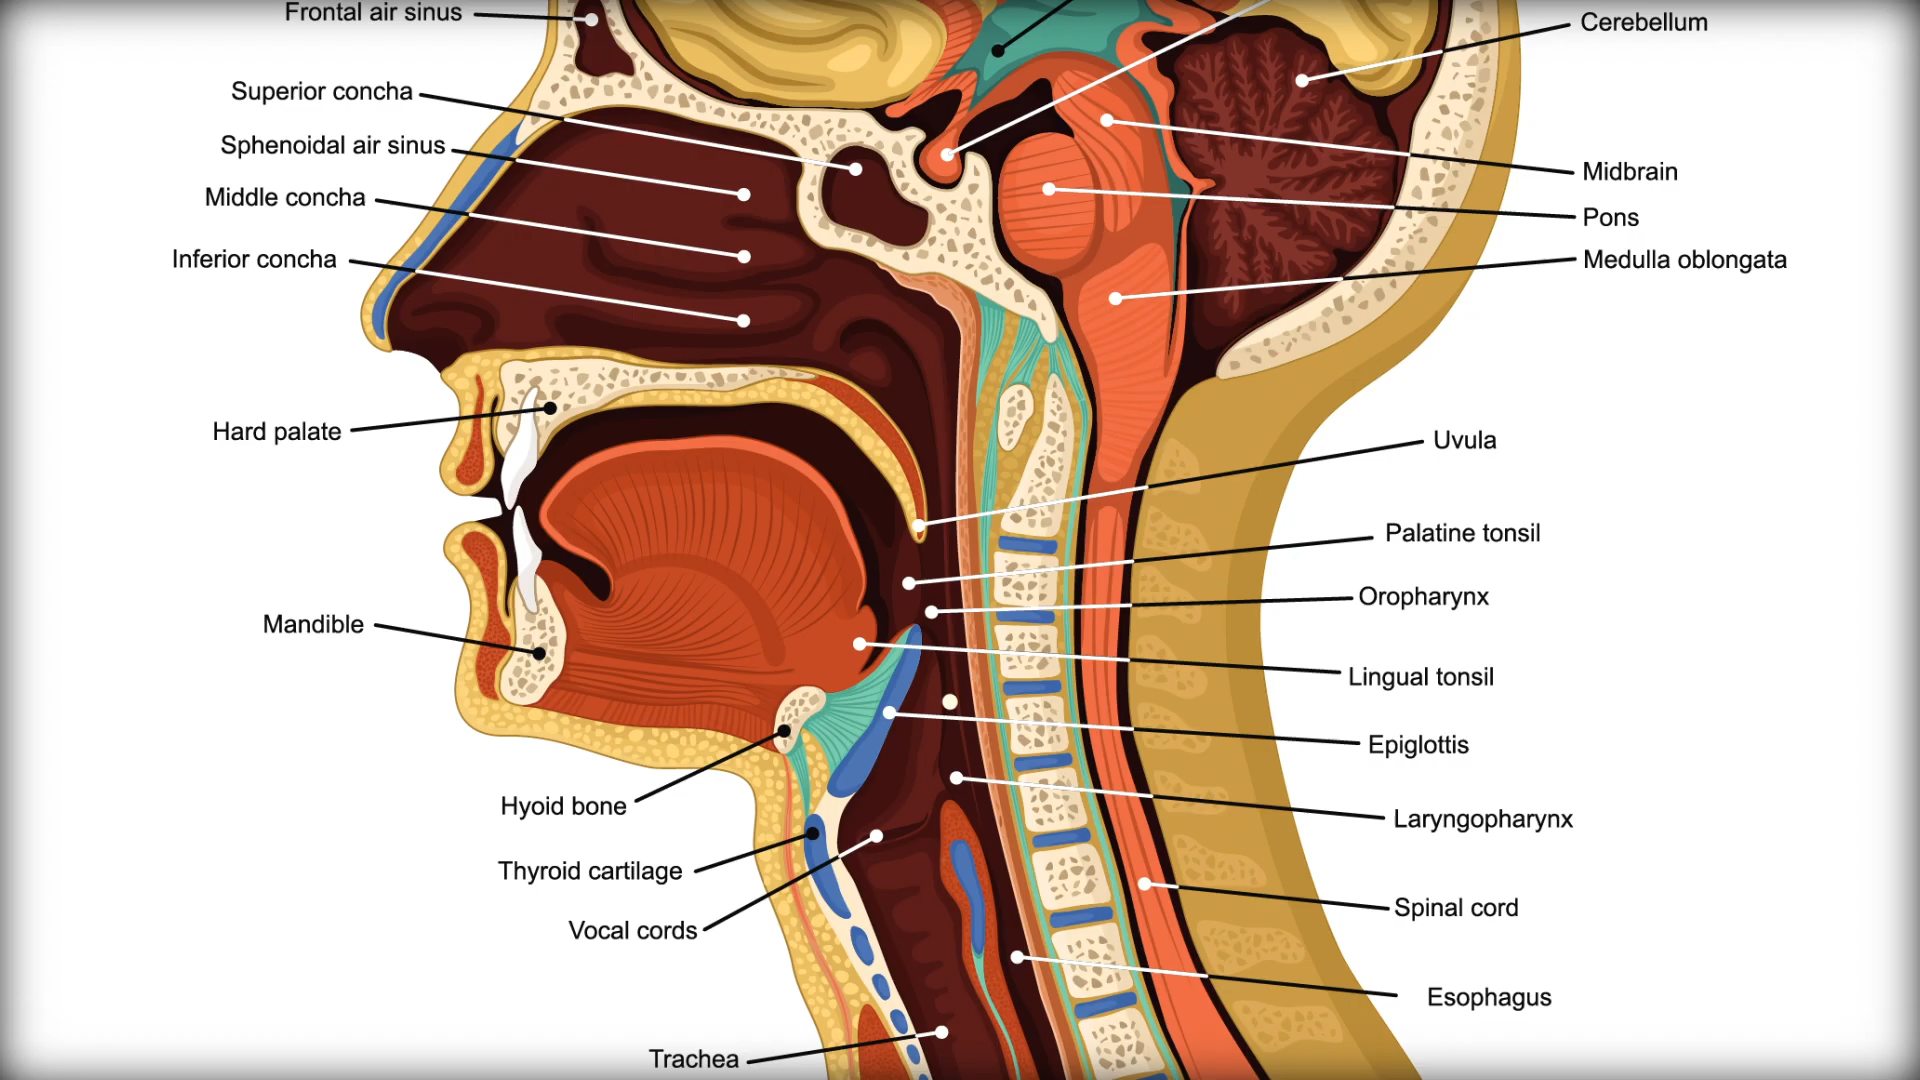 Frontal air sinus
Superior concha
Sphenoidal air sinus
Middle concha
Inferior concha
Hard palate
Mandible
Hyoid bone
Thyroid cartilage
Vocal cords
Trachea
Cerebellum
Midbrain
Pons
Medulla oblongata
Uvula
Palatine tonsil
Oropharynx
Lingual tonsil
Epiglottis
Laryngopharynx
Spinal cord
Esophagus